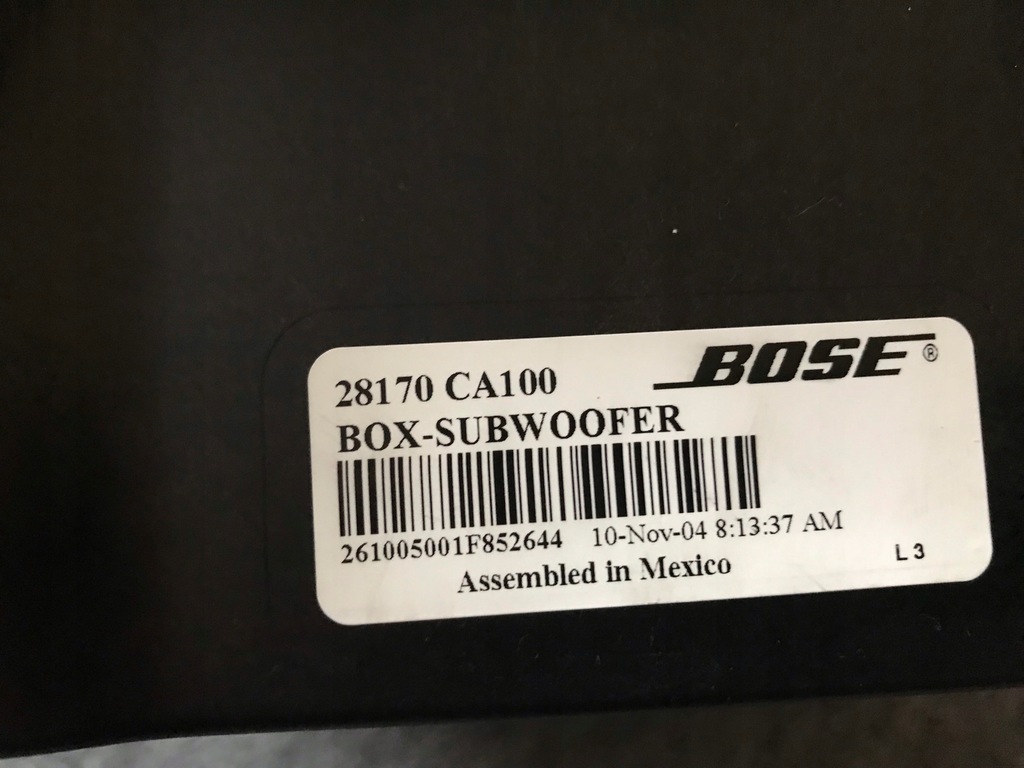 BOSE®
28170 CA100
BOX-SUBWOOFER
261005001F852644 10-Nov-04 8:13:37 AM
Assembled in Mexico
L 3